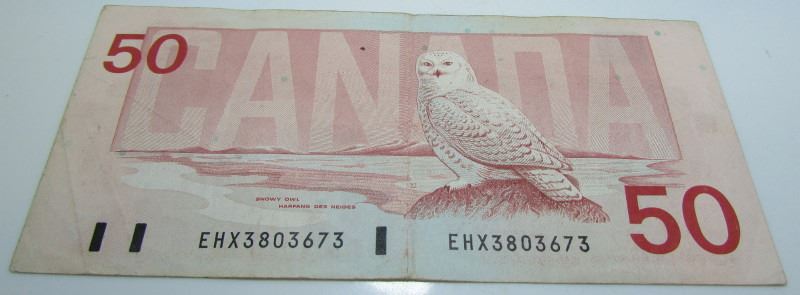 50
CANADA
SNOWY OWL
HARFANG DES NEIGES
EHX3803673
EHX3803673
50